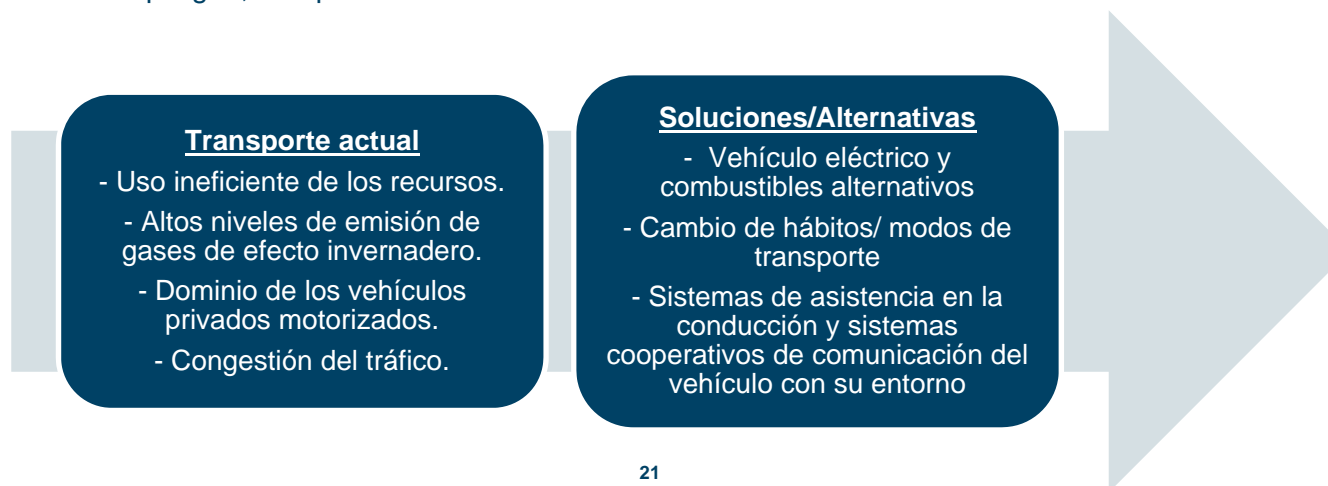 Transporte actual
- Uso ineficiente de los recursos.
- Altos niveles de emisión de
gases de efecto invernadero.
- Dominio de los vehículos
privados motorizados.
- Congestión del tráfico.
Soluciones/Alternativas
- Vehículo eléctrico y
combustibles alternativos
- Cambio de hábitos/ modos de
transporte
- Sistemas de asistencia en la
conducción y sistemas
cooperativos de comunicación del
vehículo con su entorno
21